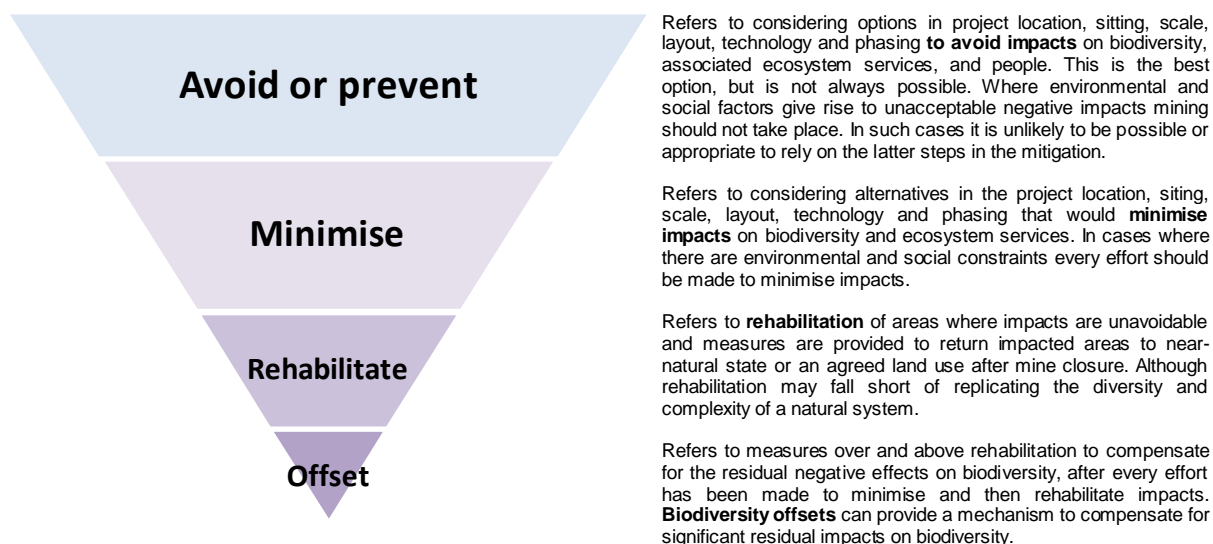 Avoid or prevent
Refers to considering options in project location, sitting, scale,
layout, technology and phasing to avoid impacts on biodiversity,
associated ecosystem services, and people. This is the best
option, but is not always possible. Where environmental and
social factors give rise to unacceptable negative impacts mining
should not take place. In such cases it is unlikely to be possible or
appropriate to rely on the latter steps in the mitigation.
Minimise
Refers to considering alternatives in the project location, siting,
scale, layout, technology and phasing that would minimise
impacts on biodiversity and ecosystem services. In cases where
there are environmental and social constraints every effort should
be made to minimise impacts.
Rehabilitate
Refers to rehabilitation of areas where impacts are unavoidable
and measures are provided to return impacted areas to near-
natural state or an agreed land use after mine closure. Although
rehabilitation may fall short of replicating the diversity and
complexity of a natural system.
Offset
Refers to measures over and above rehabilitation to compensate
for the residual negative effects on biodiversity, after every effort
has been made to minimise and then rehabilitate impacts.
Biodiversity offsets can provide a mechanism to compensate for
significant residual impacts on biodiversity.